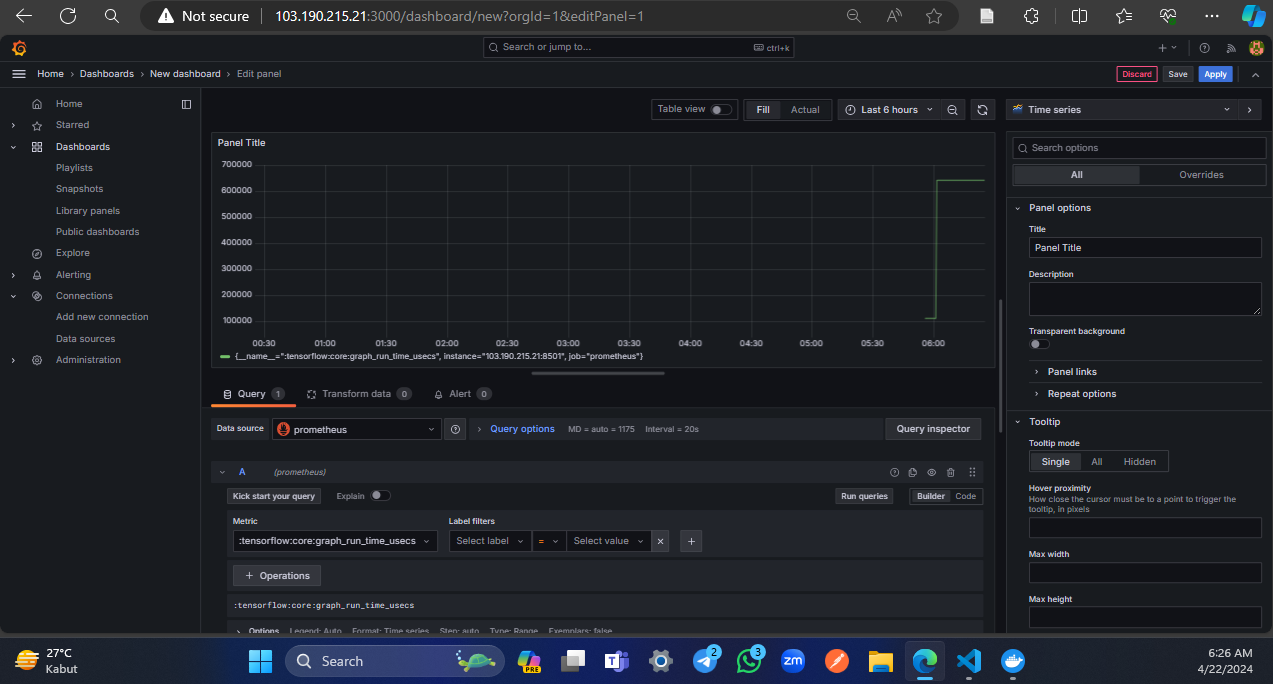 Not secure 103.190.215.21:3000/dashboard/new?orgId=1&editPanel=1
Search or jump to... ctrl+k
Home › Dashboards › New dashboard › Edit panel
Discard Save Apply
Home
Starred
Dashboards
Playlists
Snapshots
Library panels
Public dashboards
Explore
Alerting
Connections
Add new connection
Data sources
Administration
Table view Fill Actual Last 6 hours
Panel Title
700000
600000
500000
400000
300000
200000
100000
00:30 01:00 01:30 02:00 02:30 03:00 03:30 04:00 04:30 05:00 05:30 06:00
{__name__=":tensorflow:core:graph_run_time_usecs", instance="103.190.215.21:8501", job="prometheus"}
Query 1 Transform data 0 Alert 0
Data source prometheus Query options MD = auto = 1175 Interval = 20s Query inspector
A (prometheus)
Kick start your query Explain Run queries Builder Code
Metric Label filters
:tensorflow:core:graph_run_time_usecs Select label = Select value
+ Operations
:tensorflow:core:graph_run_time_usecs
Options Legend: Auto Format: Time series Step: auto Type: Range Exemplars: false
Time series
Search options
All Overrides
Panel options
Title
Panel Title
Description
Transparent background
Panel links
Repeat options
Tooltip
Tooltip mode
Single All Hidden
Hover proximity
How close the cursor must be to a point to trigger the
tooltip, in pixels
Max width
Max height
27°C
Kabut
Search
PRE
2
3
zm
6:26 AM
4/22/2024